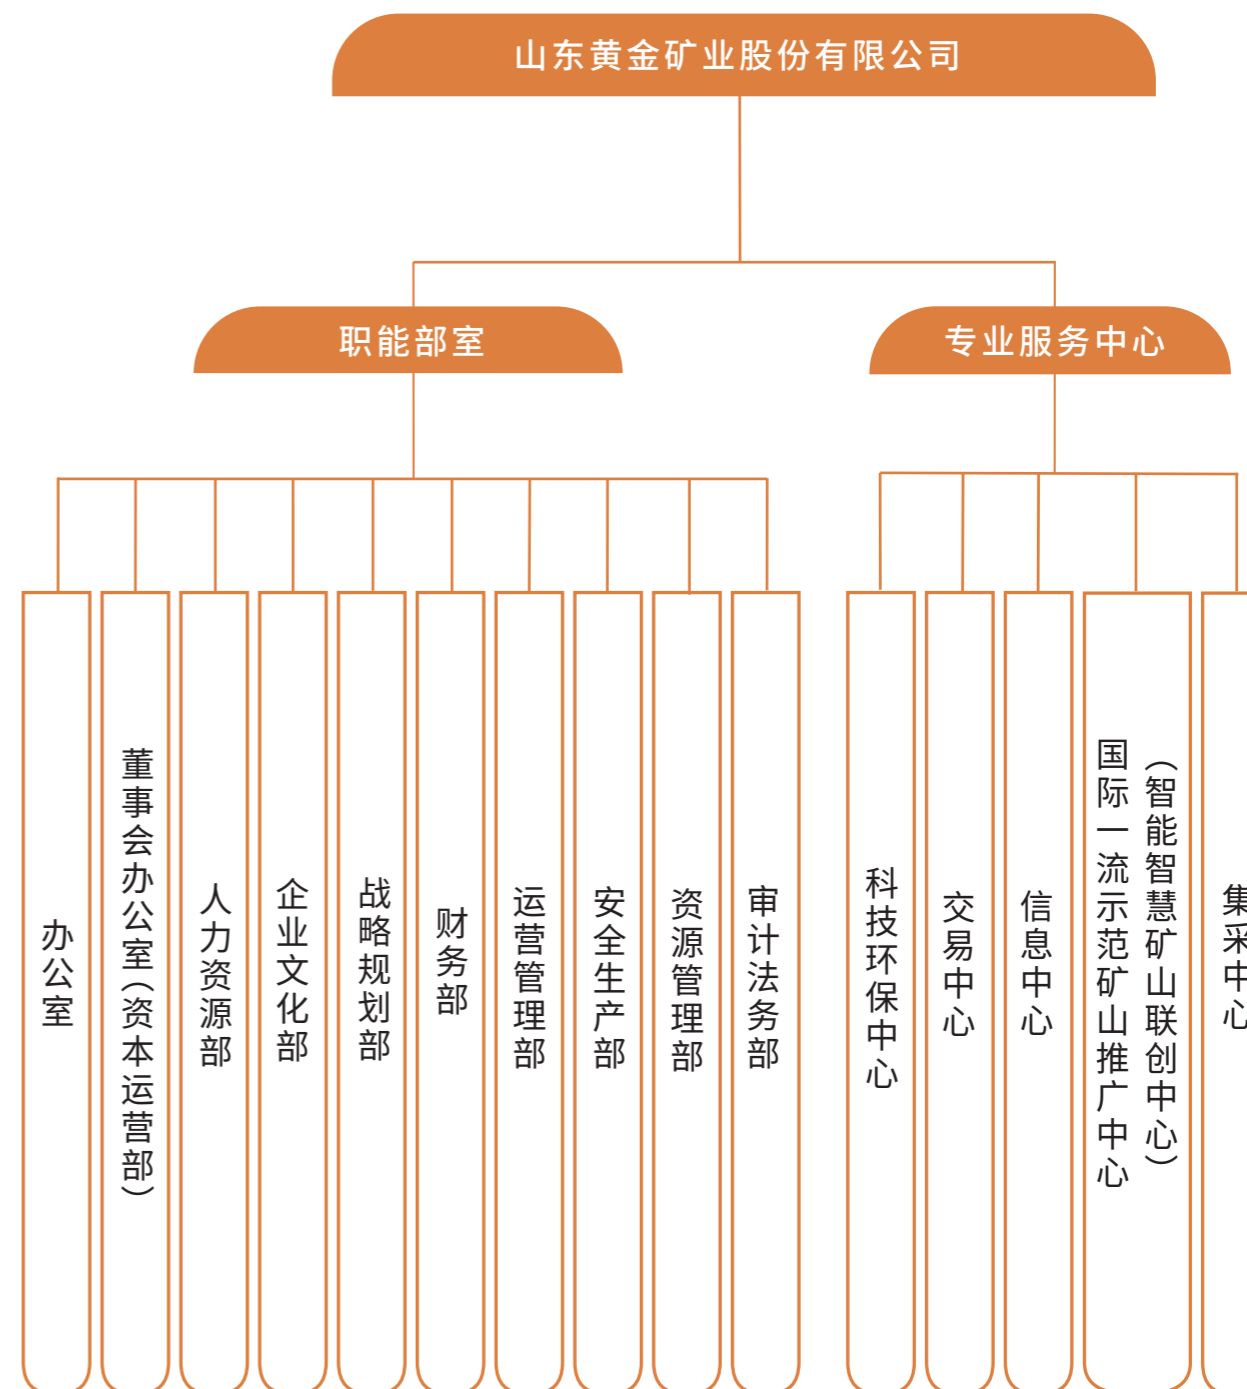 山东黄金矿业股份有限公司
职能部室
专业服务中心
办公室
董事会办公室(资本运营部)
人力资源部
企业文化部
战略规划部
财务部
运营管理部
安全生产部
资源管理部
审计法务部
科技环保中心
交易中心
信息中心
国际一流示范矿山推广中心
(智能智慧矿山联创中心)
集采中心